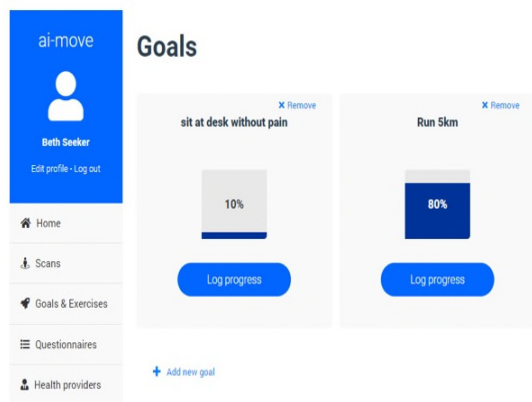 ai-move
Beth Seeker
Edit profile - Log out
Home
Scans
Goals & Exercises
Questionnaires
Health providers
Goals
Remove
sit at desk without pain
10%
Log progress
Remove
Run 5km
80%
Log progress
Add new goal